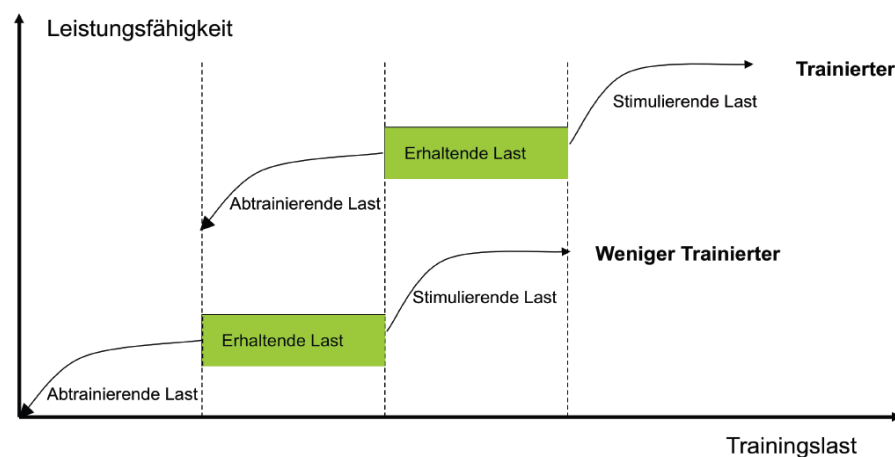 Leistungsfähigkeit
Trainierter
Stimulierende Last
Erhaltende Last
Abtrainierende Last
Weniger Trainierter
Stimulierende Last
Erhaltende Last
Abtrainierende Last
Trainingslast